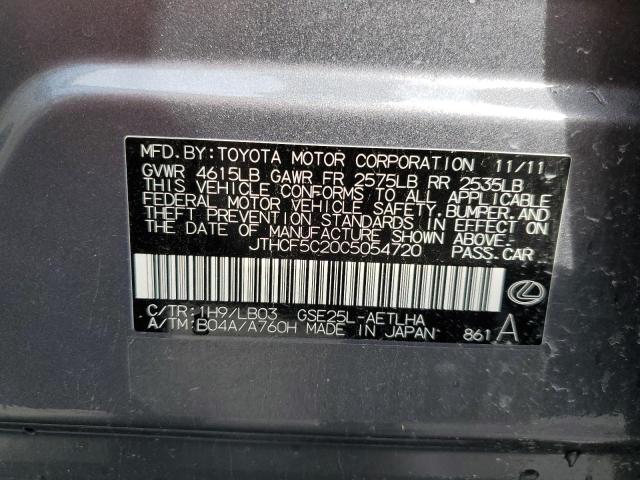 MFD.BY:TOYOTA MOTOR CORPORATION 11/11
GVWR 4615LB GAWR FR 2575LB RR 2535LB
THIS VEHICLE CONFORMS TO ALL APPLICABLE
FEDERAL MOTOR VEHICLE SAFETY, BUMPER, AND
THEFT PREVENTION STANDARDS IN EFFECT ON
THE DATE OF MANUFACTURE SHOWN ABOVE.
JTHCF5C20C5054720 PASS.CAR
C/TR:1H9/LB03 GSE25L-AETLHA
A/TM:B04A/A760H MADE IN JAPAN 861 A